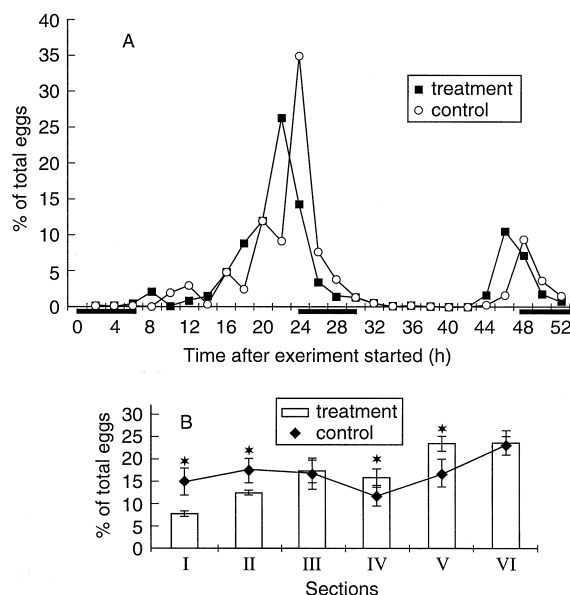 A
40
35
30
25
20
15
10
5
0
% of total eggs
treatment
control
0 4 8 12 16 20 24 28 32 36 40 44 48 52
Time after exeriment started (h)
B
treatment
control
30
25
20
15
10
5
0
% of total eggs
* * * *
I II III IV V VI
Sections